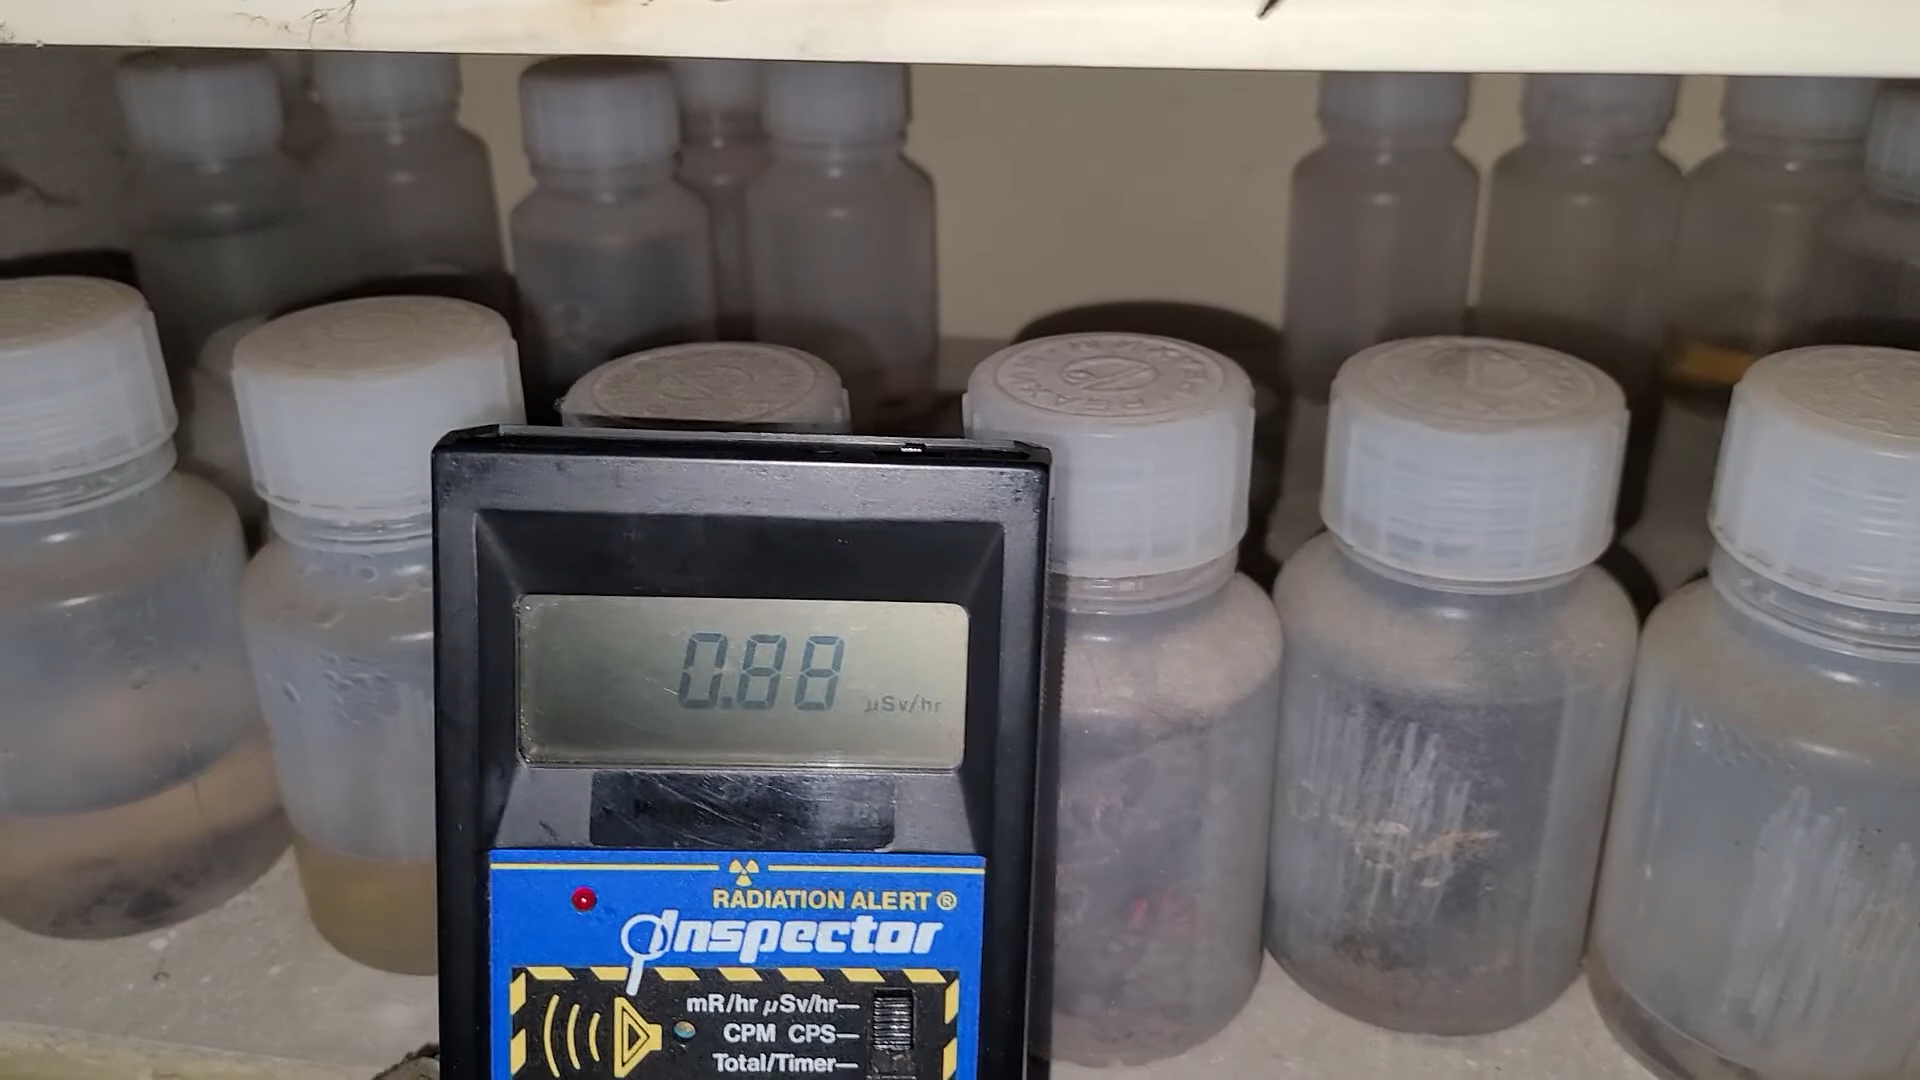 0.88 µSv/hr
RADIATION ALERT ®
Inspector
mR/hr µSv/hr
CPM CPS
Total/Timer